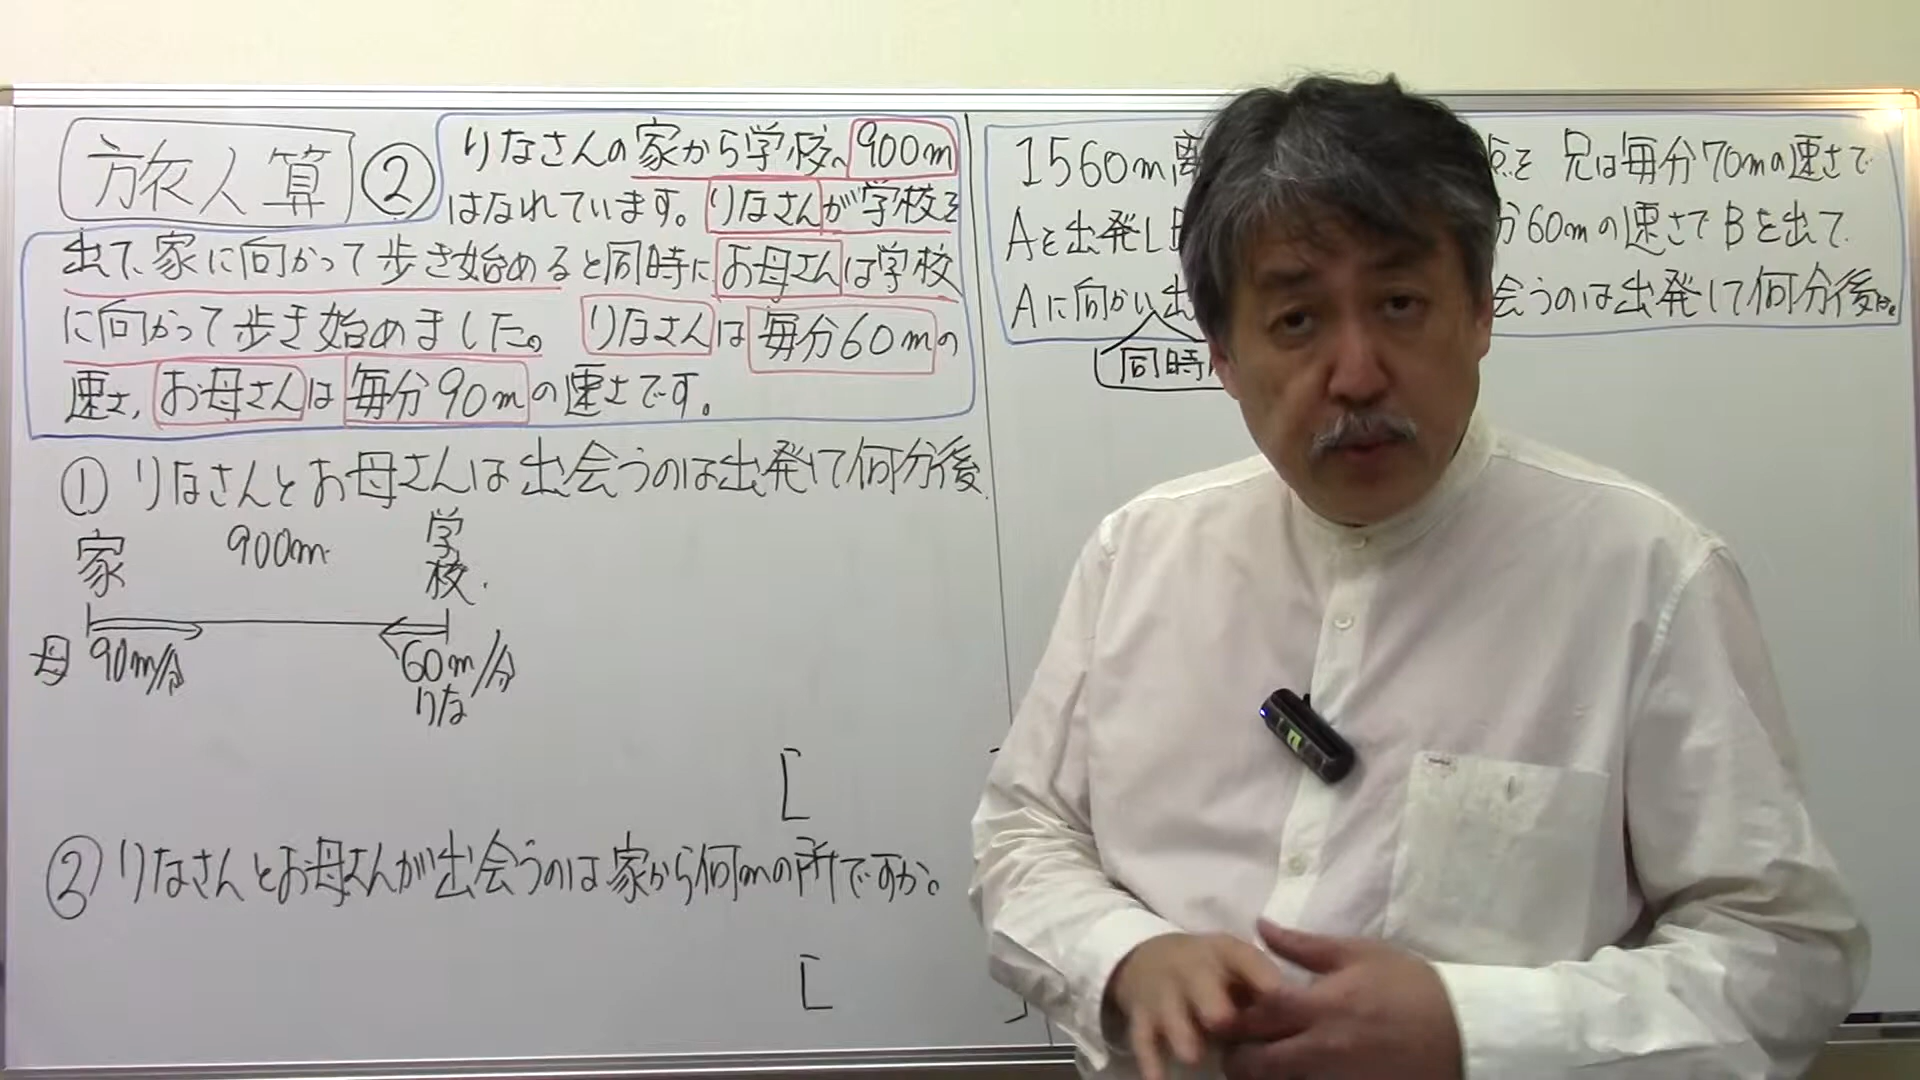 旅人算 ②
りなさんの家から学校へ900m
はなれています。りなさんが学校を
出て、家に向かって歩き始めると同時にお母さんは学校
に向かって歩き始めました。りなさんは毎分60mの
速さ、お母さんは毎分90mの速さです。
① りなさんとお母さんは出会うのは出発して何分後
家 900m 学校
母 90m/分 60m/分
りな
[
② りなさんとお母さんが出会うのは家から何mの所ですか。
[ ]
1560m離 点を 兄は毎分70mの速さで
Aを出発し 分60mの速さでBを出て
Aに向かい出 会うのは出発して何分後
同時